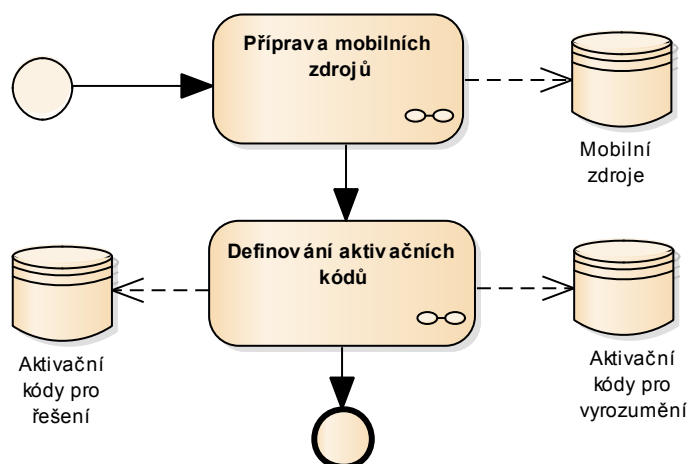 Příprava mobilních
zdrojů
Mobilní
zdroje
Definování aktivačních
kódů
Aktivační
kódy pro
řešení
Aktivační
kódy pro
vyrozumění